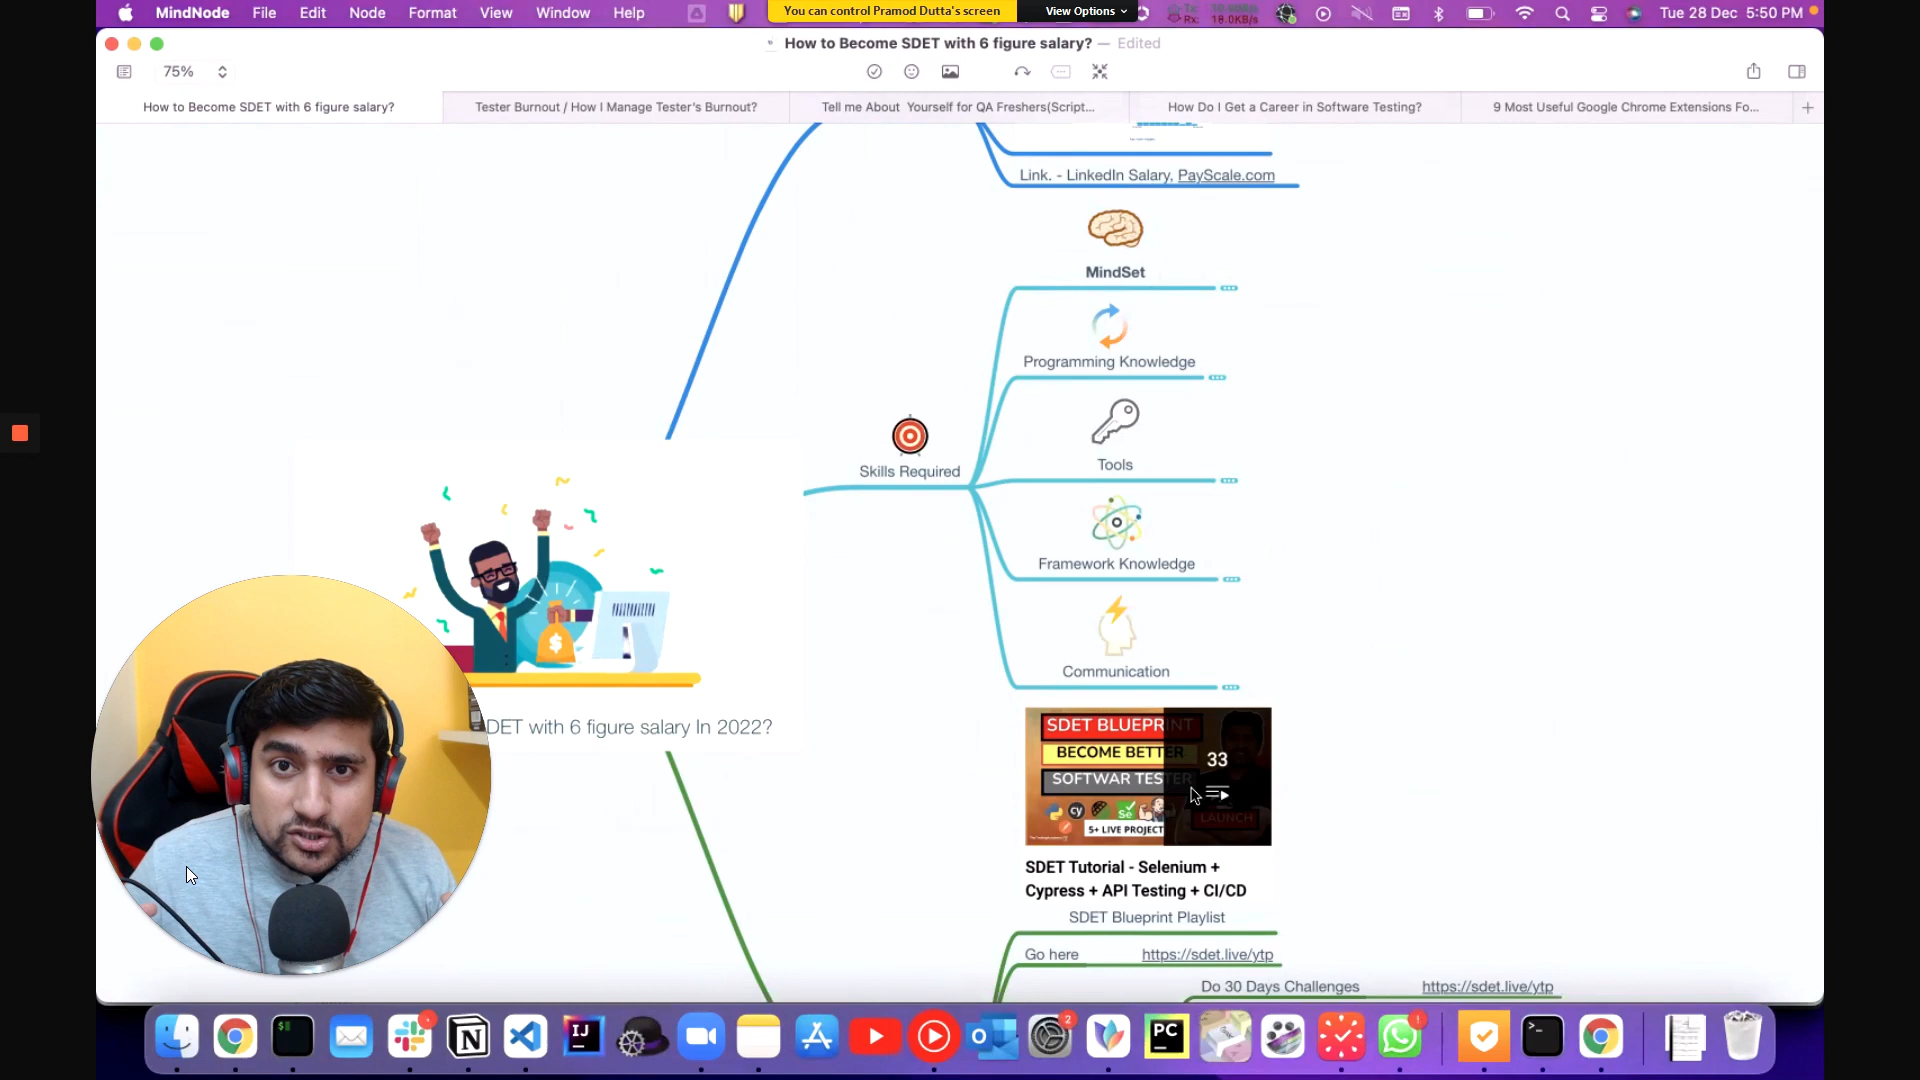 MindNode File Edit Node Format View Window Help
You can control Pramod Dutta's screen View Options
Tue 28 Dec 5:50 PM
How to Become SDET with 6 figure salary? — Edited
75%
How to Become SDET with 6 figure salary?
Tester Burnout / How I Manage Tester's Burnout?
Tell me About Yourself for QA Freshers(Script...
How Do I Get a Career in Software Testing?
9 Most Useful Google Chrome Extensions Fo...
Link. - LinkedIn Salary, PayScale.com
MindSet
Programming Knowledge
Tools
Skills Required
Framework Knowledge
Communication
DET with 6 figure salary In 2022?
SDET BLUEPRINT
BECOME BETTER
SOFTWAR TESTER
33
5+ LIVE PROJECT
LAUNCH
SDET Tutorial - Selenium +
Cypress + API Testing + CI/CD
SDET Blueprint Playlist
Go here https://sdet.live/ytp
Do 30 Days Challenges https://sdet.live/ytp